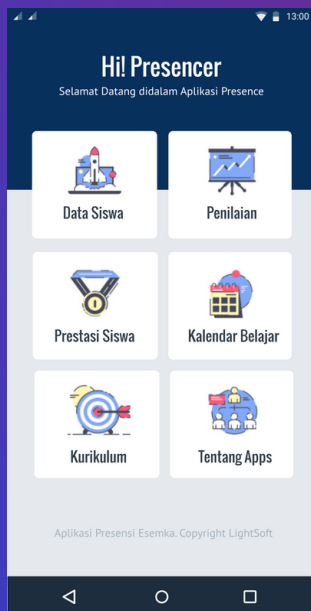 13:00
Hi! Presencer
Selamat Datang didalam Aplikasi Presence
Data Siswa
Penilaian
Prestasi Siswa
Kalendar Belajar
Kurikulum
Tentang Apps
Aplikasi Presensi Esemka. Copyright LightSoft